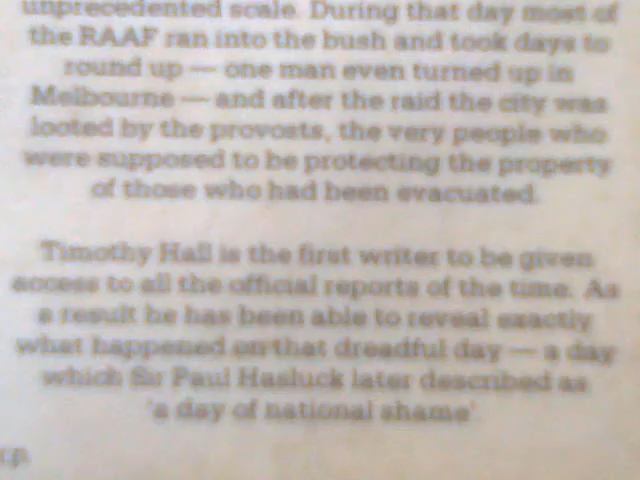 unprecedented scale. During that day most of
the RAAF ran into the bush and took days to
round up — one man even turned up in
Melbourne — and after the raid the city was
looted by the provosts, the very people who
were supposed to be protecting the property
of those who had been evacuated.
Timothy Hall is the first writer to be given
access to all the official reports of the time. As
a result he has been able to reveal exactly
what happened on that dreadful day — a day
which Sir Paul Hasluck later described as
'a day of national shame'